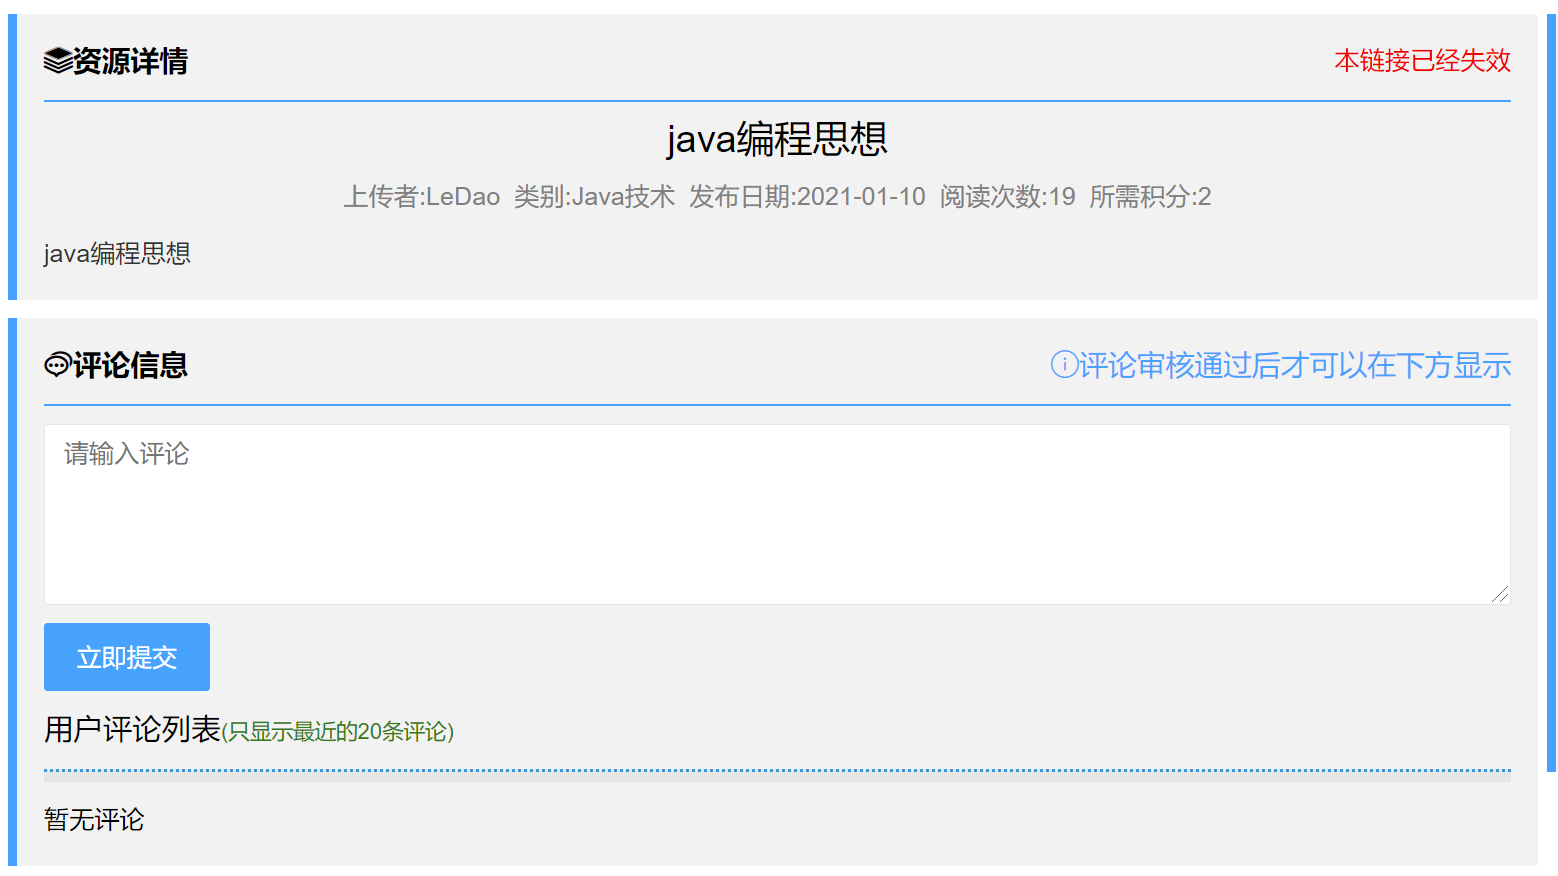 资源详情 本链接已经失效
java编程思想
上传者:LeDao 类别:Java技术 发布日期:2021-01-10 阅读次数:19 所需积分:2
java编程思想
评论信息 评论审核通过后才可以在下方显示
请输入评论
立即提交
用户评论列表(只显示最近的20条评论)
暂无评论